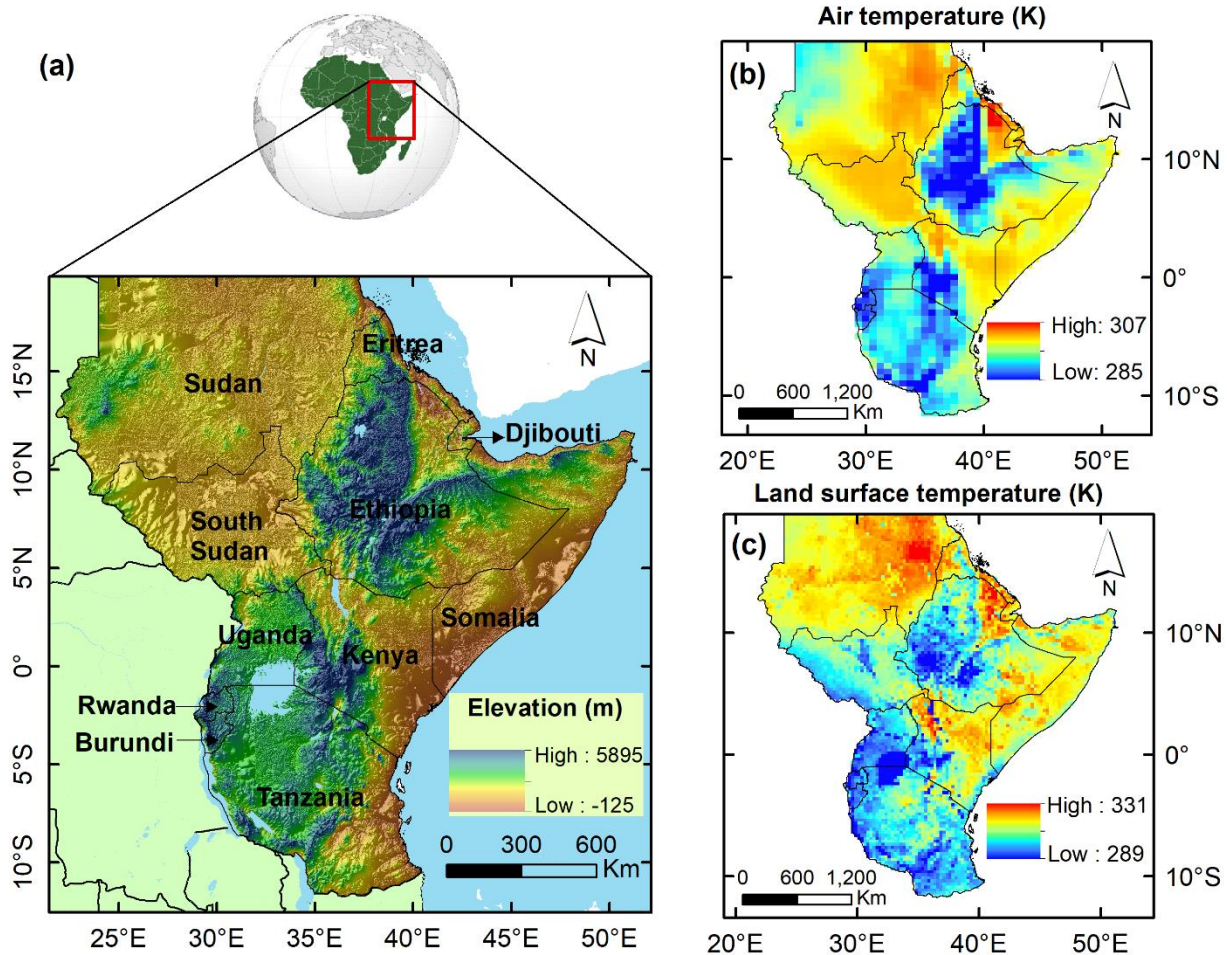 (a)
Sudan
Eritrea
Djibouti
Ethiopia
South
Sudan
Somalia
Uganda
Kenya
Rwanda
Burundi
Tanzania
N
Elevation (m)
High : 5895
Low : -125
0 300 600
Km
15°N
10°N
5°N
0°
5°S
10°S
25°E 30°E 35°E 40°E 45°E 50°E
Air temperature (K)
(b)
N
High: 307
Low: 285
0 600 1,200
Km
10°N
0°
10°S
20°E 30°E 40°E 50°E
Land surface temperature (K)
(c)
N
High : 331
Low : 289
0 600 1,200
Km
10°N
0°
10°S
20°E 30°E 40°E 50°E